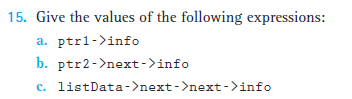 15. Give the values of the following expressions:
a. ptr1->info
b. ptr2->next->info
c. listData->next->next->info